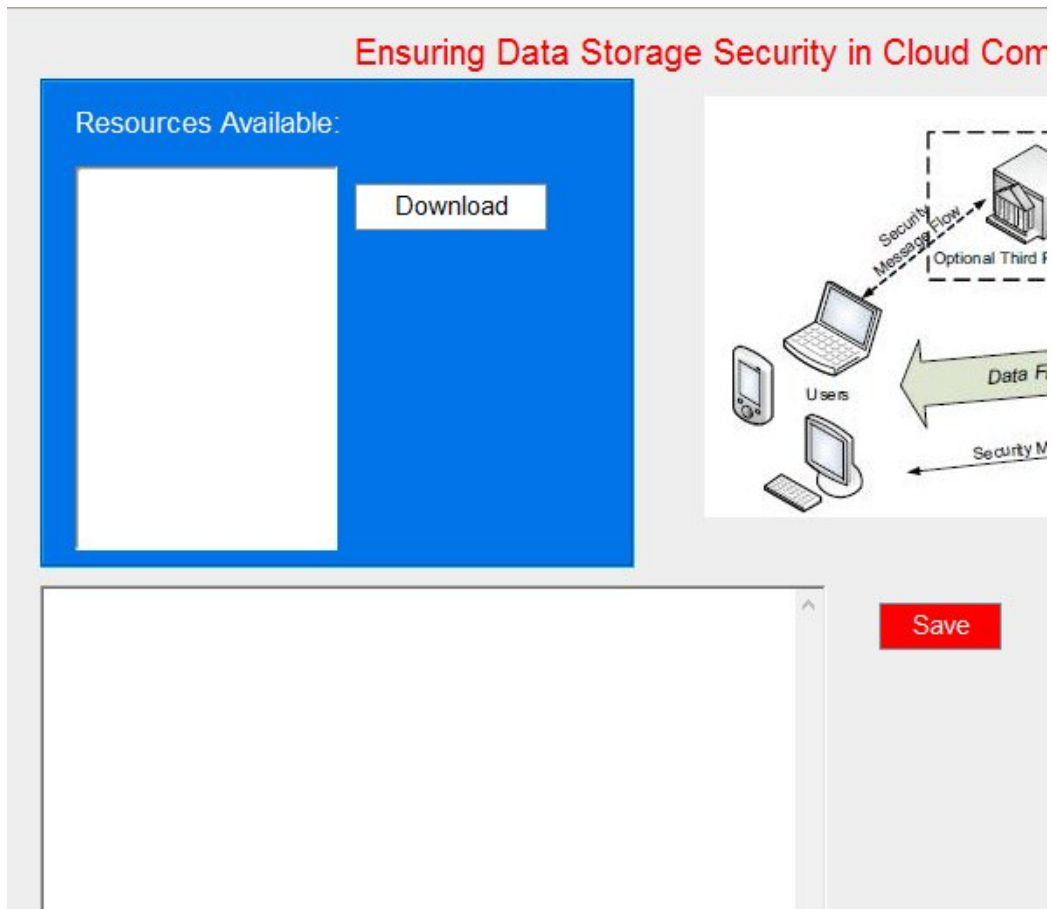 Ensuring Data Storage Security in Cloud Com
Resources Available:
Download
Security
Message Flow
Optional Third P
Users
Data Fl
Security M
Save